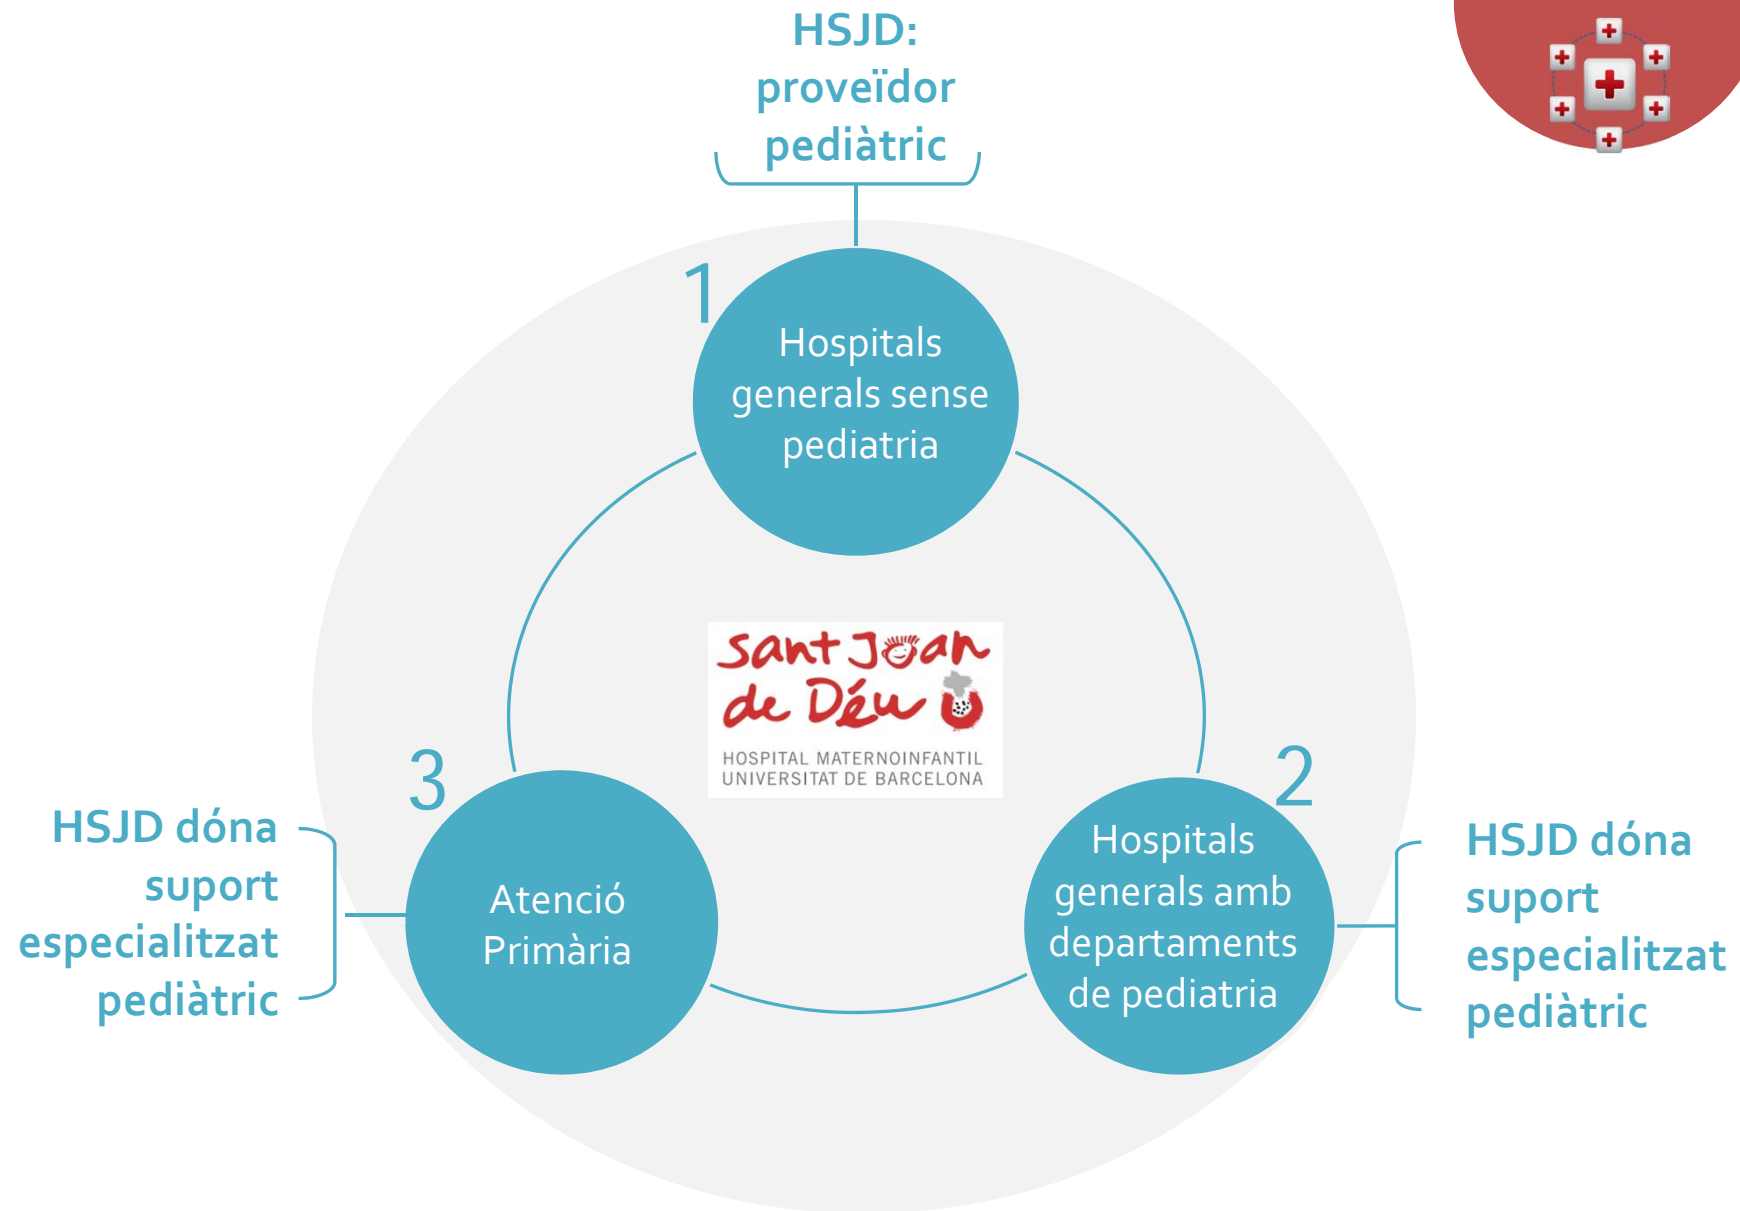 HSJD:
proveïdor
pediàtric
1
Hospitals
generals sense
pediatria
sant Joan
de Déu
HOSPITAL MATERNOINFANTIL
UNIVERSITAT DE BARCELONA
2
Hospitals
generals amb
departaments
de pediatria
HSJD dóna
suport
especialitzat
pediàtric
3
Atenció
Primària
HSJD dóna
suport
especialitzat
pediàtric